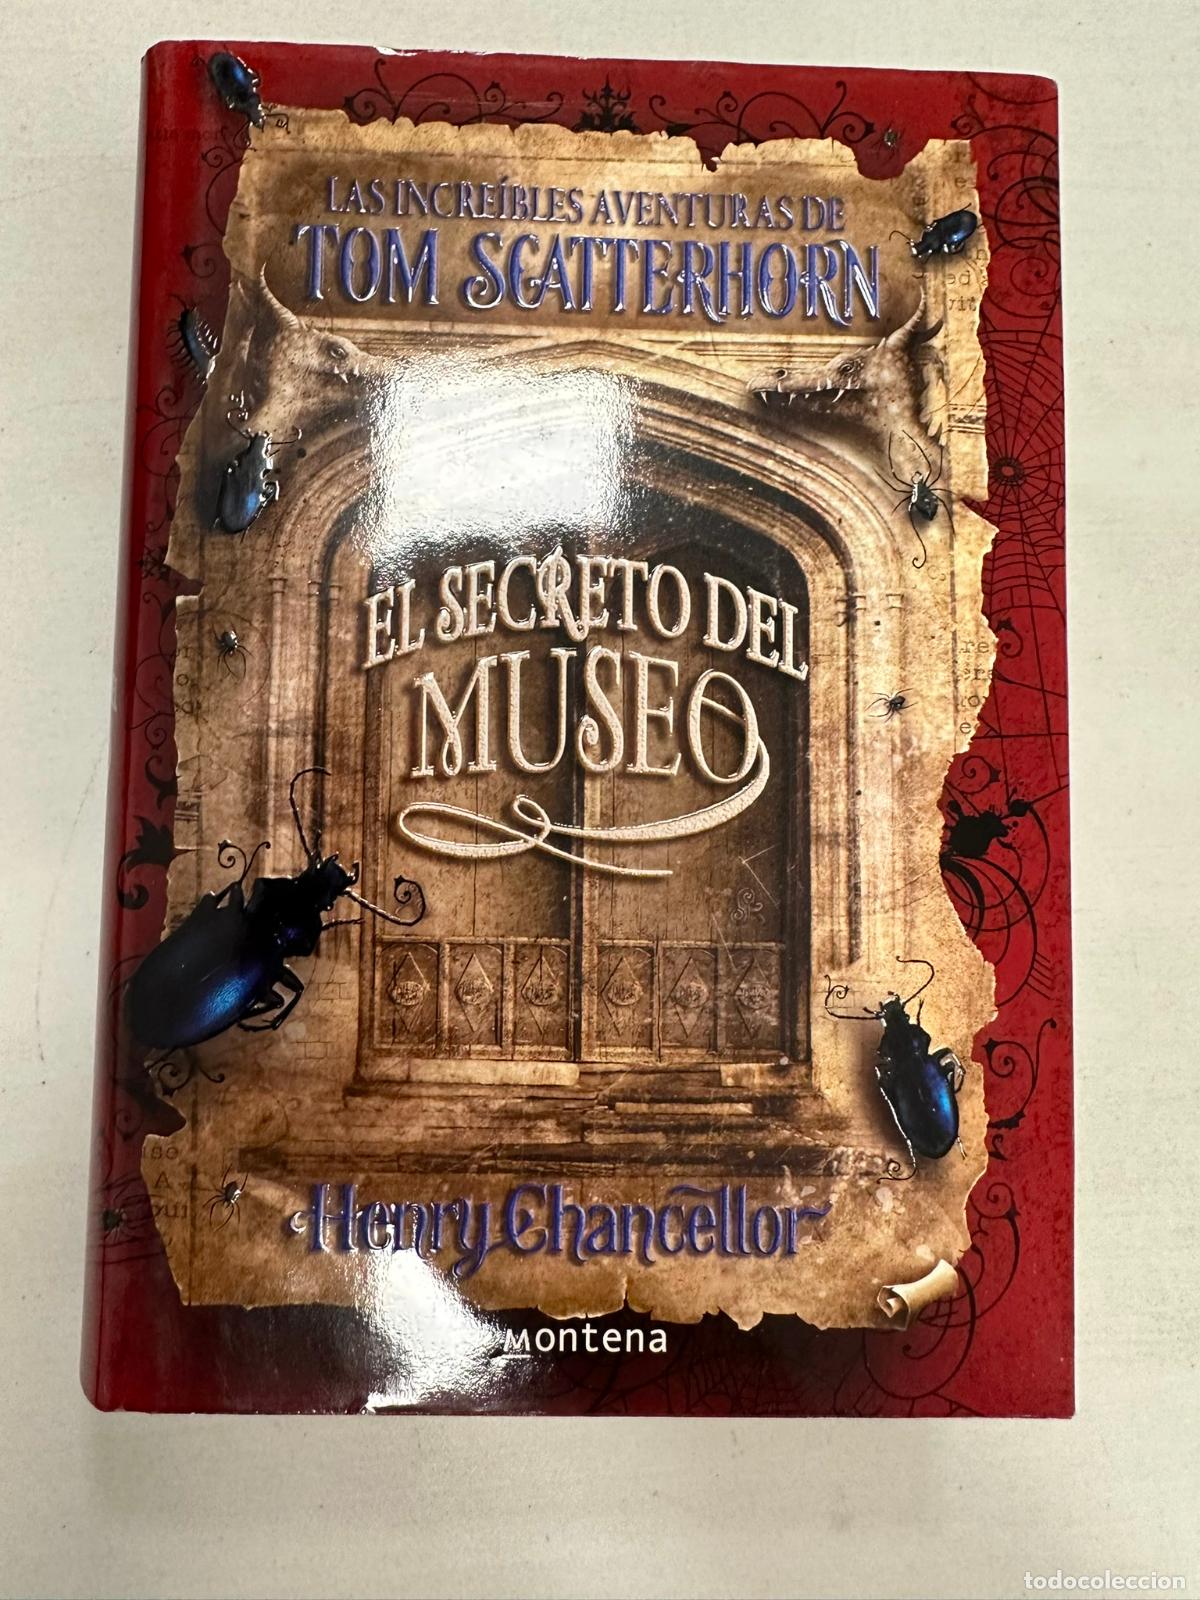 LAS INCREÍBLES AVENTURAS DE
TOM SCATTERHORN
EL SECRETO DEL
MUSEO
Henry Chancellor
Montena
todocoleccion